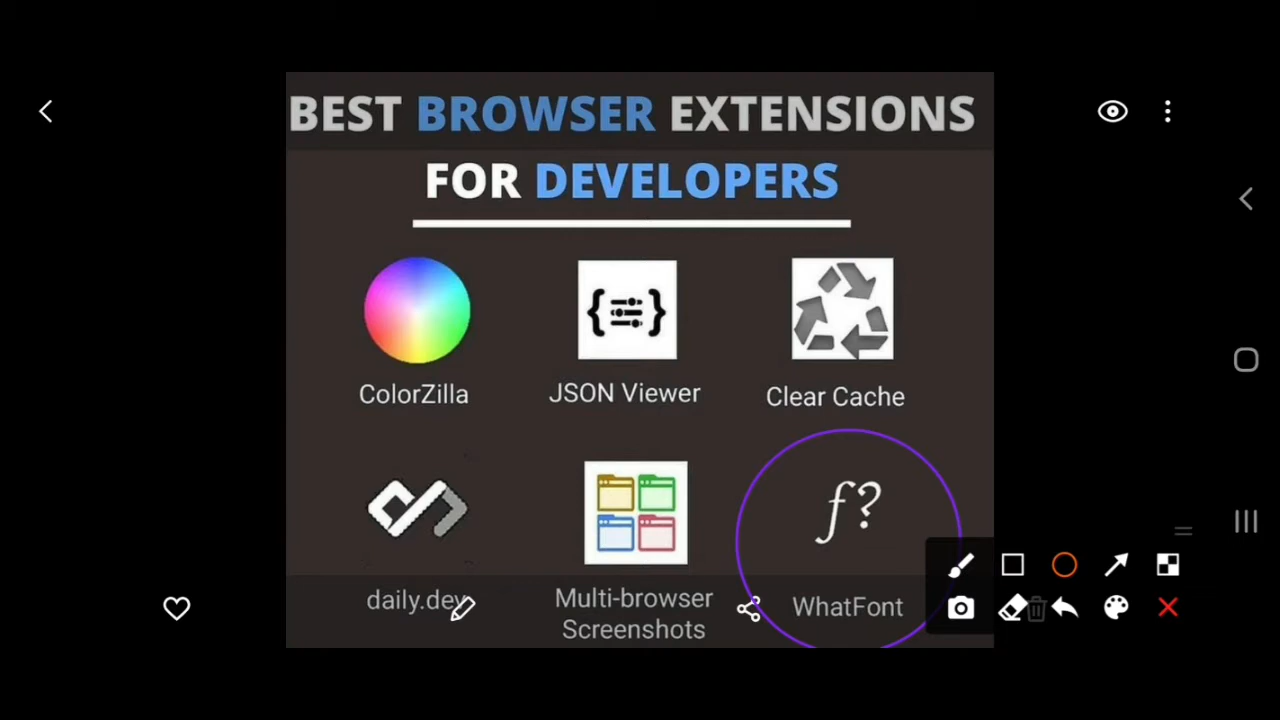 BEST BROWSER EXTENSIONS
FOR DEVELOPERS
{ }
ColorZilla
JSON Viewer
Clear Cache
f?
daily.dev
Multi-browser
Screenshots
WhatFont